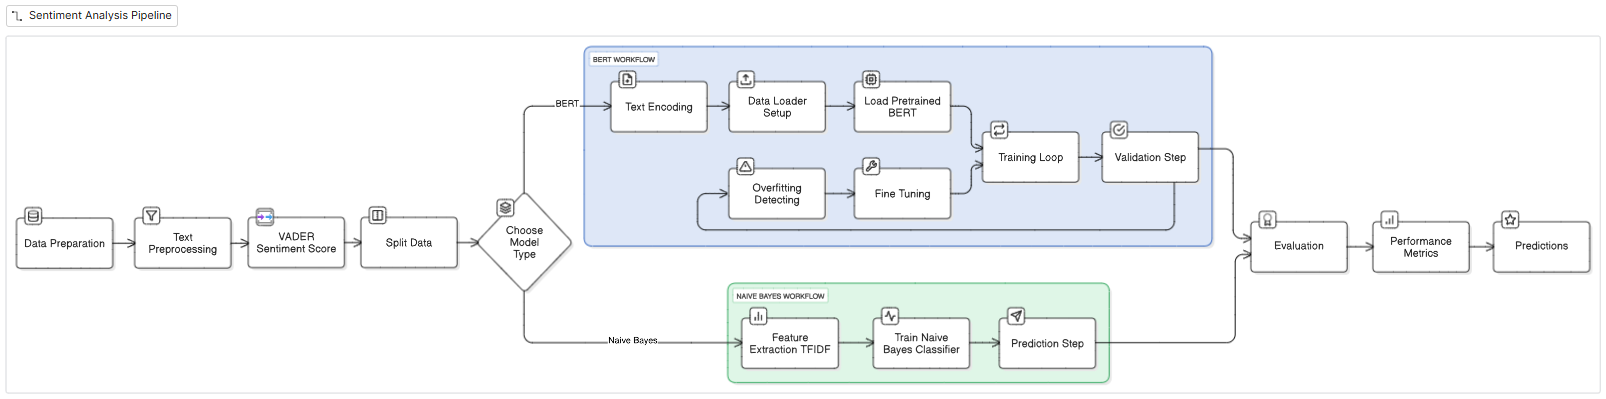 Sentiment Analysis Pipeline
BERT WORKFLOW
BERT
Text Encoding
Data Loader
Setup
Load Pretrained
BERT
Training Loop
Validation Step
Overfitting
Detecting
Fine Tuning
Data Preparation
Text
Preprocessing
VADER
Sentiment Score
Split Data
Choose
Model
Type
Evaluation
Performance
Metrics
Predictions
NAIVE BAYES WORKFLOW
Naive Bayes
Feature
Extraction TFIDF
Train Naive
Bayes Classifier
Prediction Step